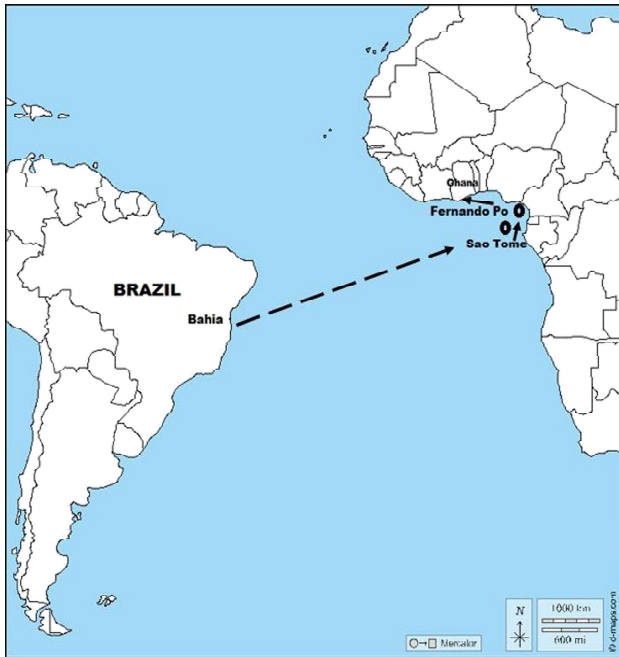 Ghana
Fernando Po
Sao Tome
BRAZIL
Bahia
N
1000 km
600 mi
Mercator
© d-maps.com